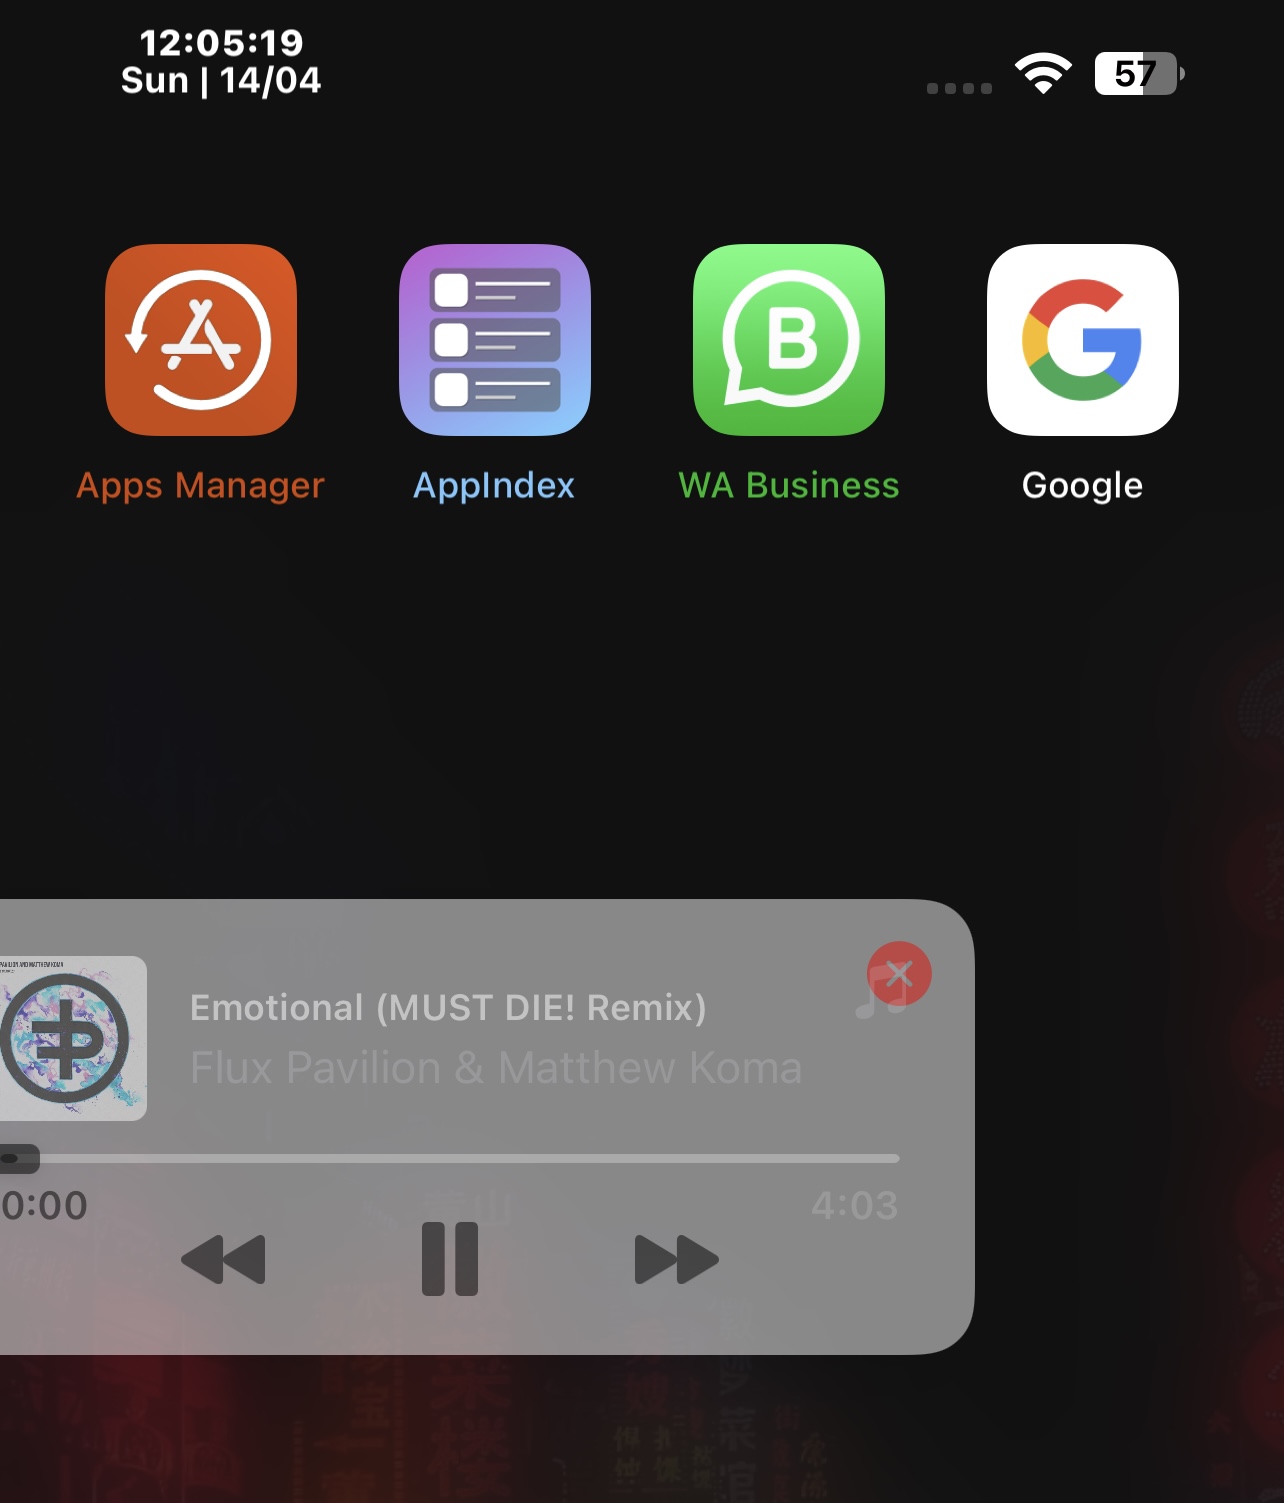 12:05:19
Sun | 14/04
57
B
Apps Manager
AppIndex
WA Business
Google
Emotional (MUST DIE! Remix)
Flux Pavilion & Matthew Koma
0:00
4:03